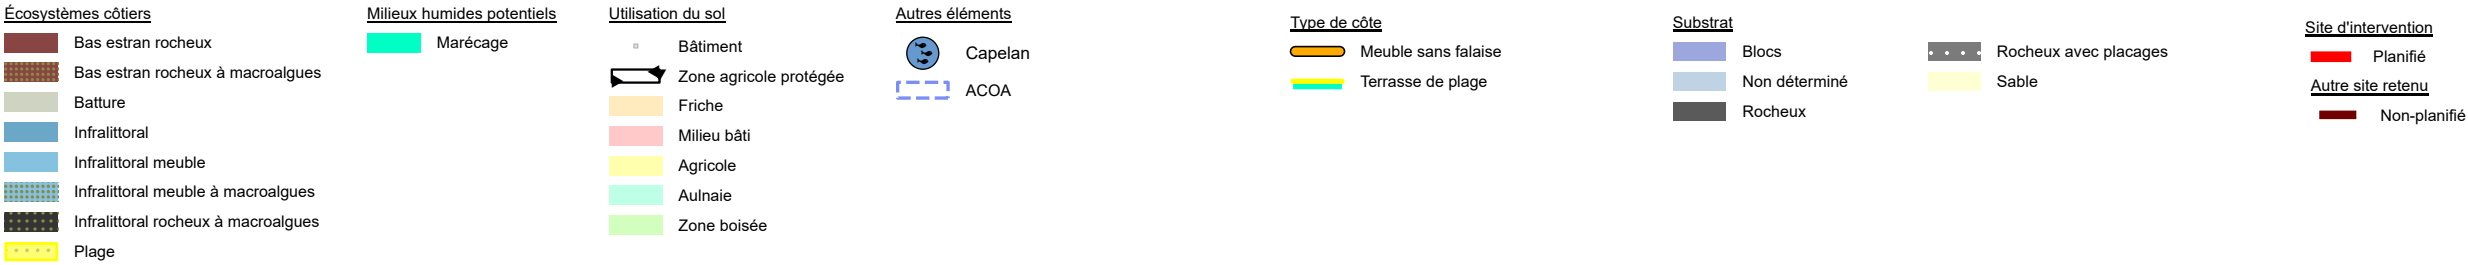 Écosystèmes côtiers
Bas estran rocheux
Bas estran rocheux à macroalgues
Batture
Infralittoral
Infralittoral meuble
Infralittoral meuble à macroalgues
Infralittoral rocheux à macroalgues
Plage
Milieux humides potentiels
Marécage
Utilisation du sol
Bâtiment
Zone agricole protégée
Friche
Milieu bâti
Agricole
Aulnaie
Zone boisée
Autres éléments
Capelan
ACOA
Type de côte
Meuble sans falaise
Terrasse de plage
Substrat
Blocs
Non déterminé
Rocheux
Rocheux avec placages
Sable
Site d'intervention
Planifié
Autre site retenu
Non-planifié